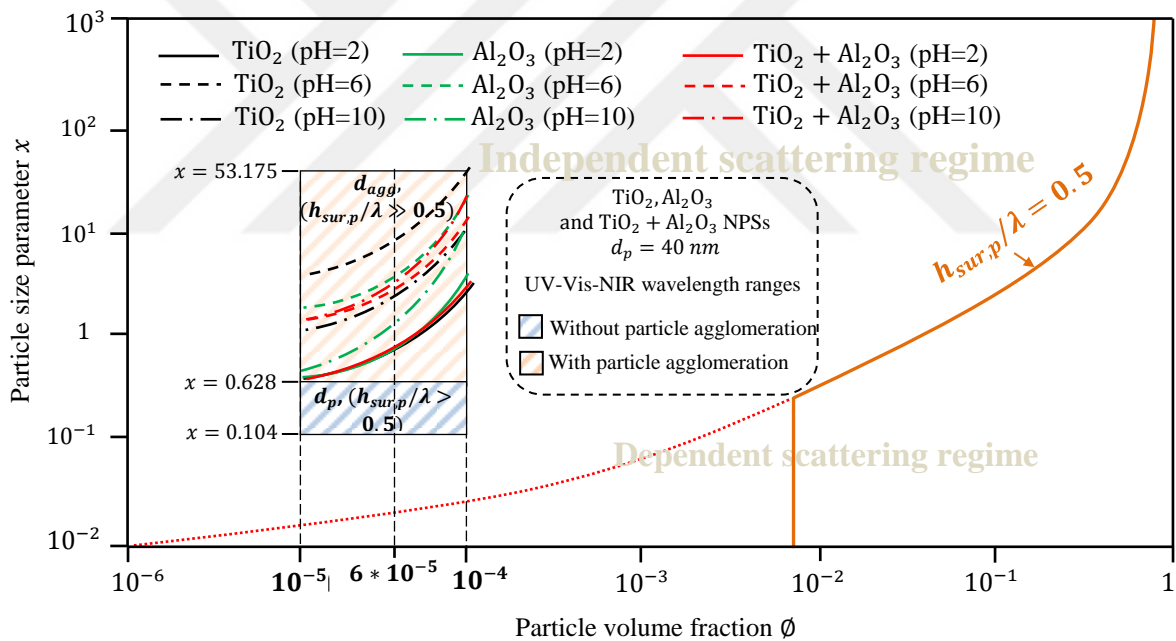 10³
TiO₂ (pH=2)
Al₂O₃ (pH=2)
TiO₂ + Al₂O₃ (pH=2)
TiO₂ (pH=6)
Al₂O₃ (pH=6)
TiO₂ + Al₂O₃ (pH=6)
TiO₂ (pH=10)
Al₂O₃ (pH=10)
TiO₂ + Al₂O₃ (pH=10)
10²
Independent scattering regime
x = 53.175
d_agg,
(h_sur,p/λ ≫ 0.5)
TiO₂, Al₂O₃
and TiO₂ + Al₂O₃ NPSs
d_p = 40 nm
UV-Vis-NIR wavelength ranges
Without particle agglomeration
With particle agglomeration
h_sur,p/λ = 0.5
10¹
Particle size parameter x
1
x = 0.628
d_p, (h_sur,p/λ >
0.5)
10⁻¹
x = 0.104
Dependent scattering regime
10⁻²
10⁻⁶
10⁻⁵
6 * 10⁻⁵
10⁻⁴
10⁻³
10⁻²
10⁻¹
1
Particle volume fraction ∅